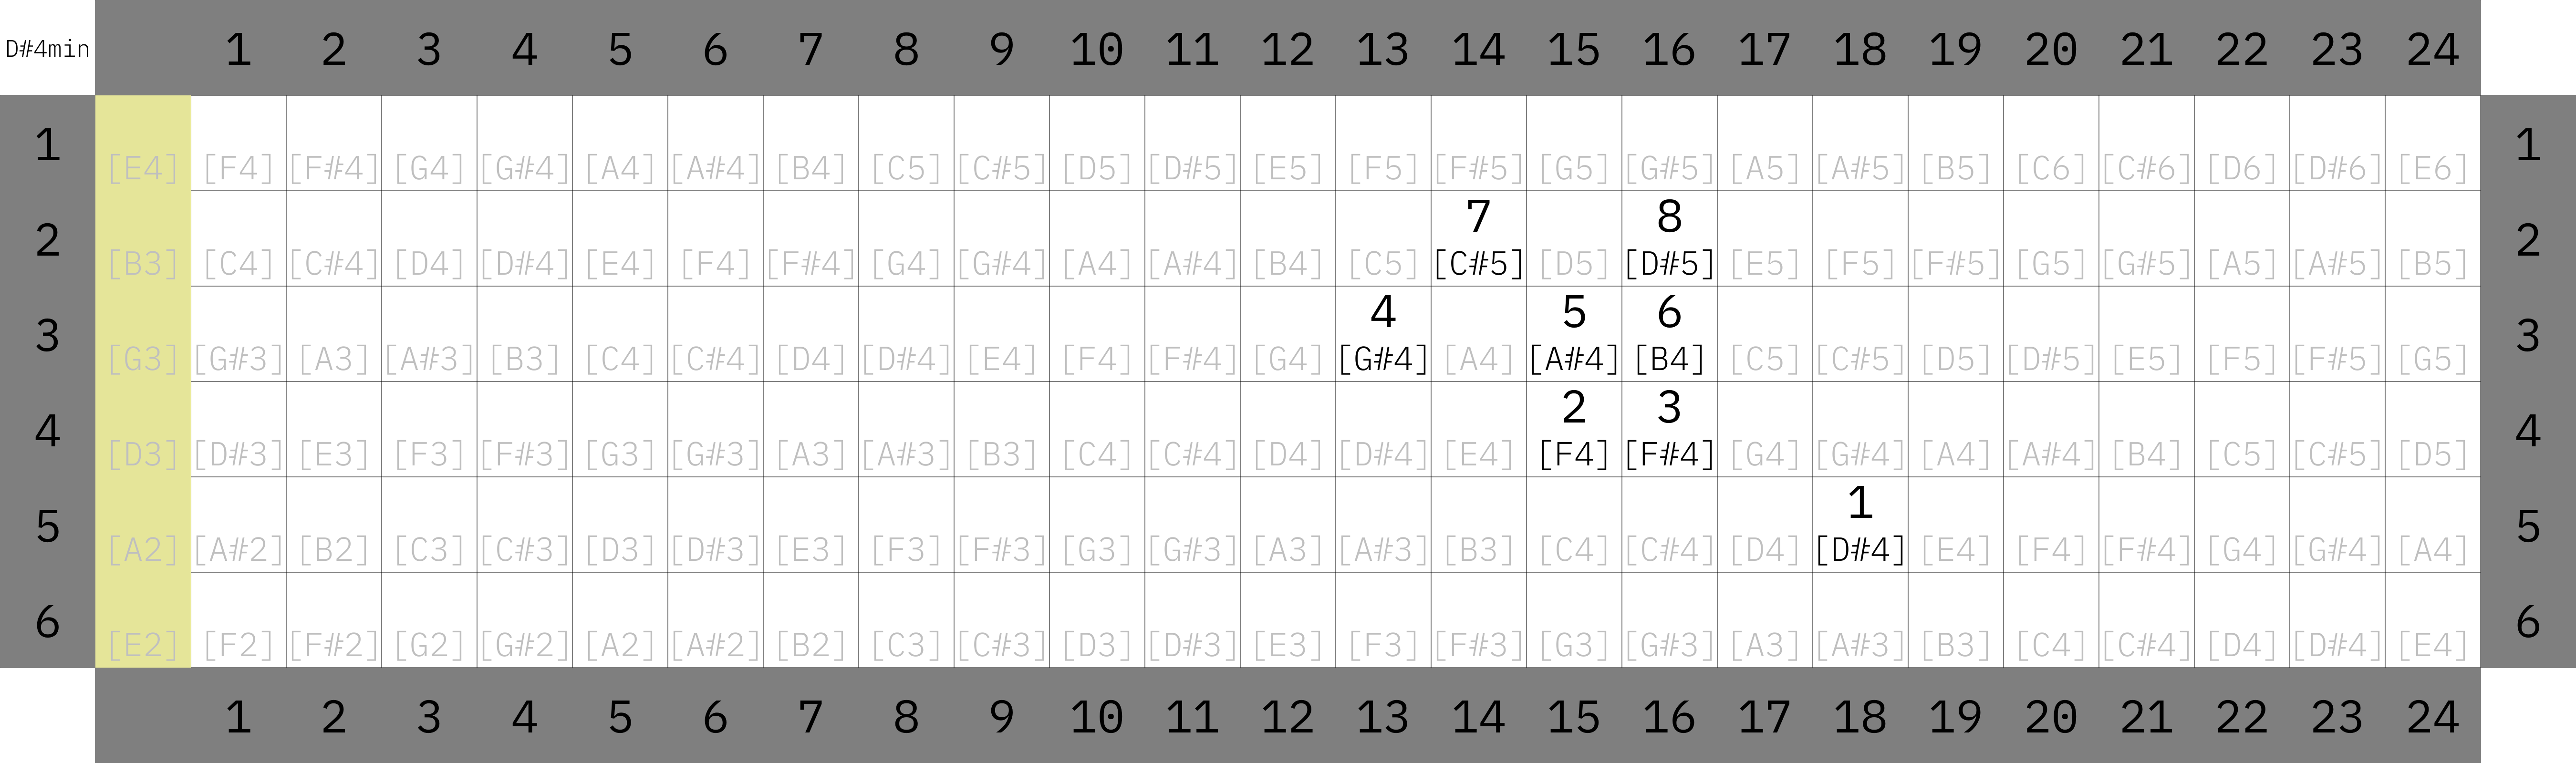 D#4min 1 2 3 4 5 6 7 8 9 10 11 12 13 14 15 16 17 18 19 20 21 22 23 24
1 [E4] [F4] [F#4] [G4] [G#4] [A4] [A#4] [B4] [C5] [C#5] [D5] [D#5] [E5] [F5] [F#5] [G5] [G#5] [A5] [A#5] [B5] [C6] [C#6] [D6] [D#6] [E6] 1
7 8
2 [B3] [C4] [C#4] [D4] [D#4] [E4] [F4] [F#4] [G4] [G#4] [A4] [A#4] [B4] [C5] [C#5] [D5] [D#5] [E5] [F5] [F#5] [G5] [G#5] [A5] [A#5] [B5] 2
4 5 6
3 [G3] [G#3] [A3] [A#3] [B3] [C4] [C#4] [D4] [D#4] [E4] [F4] [F#4] [G4] [G#4] [A4] [A#4] [B4] [C5] [C#5] [D5] [D#5] [E5] [F5] [F#5] [G5] 3
2 3
4 [D3] [D#3] [E3] [F3] [F#3] [G3] [G#3] [A3] [A#3] [B3] [C4] [C#4] [D4] [D#4] [E4] [F4] [F#4] [G4] [G#4] [A4] [A#4] [B4] [C5] [C#5] [D5] 4
1
5 [A2] [A#2] [B2] [C3] [C#3] [D3] [D#3] [E3] [F3] [F#3] [G3] [G#3] [A3] [A#3] [B3] [C4] [C#4] [D4] [D#4] [E4] [F4] [F#4] [G4] [G#4] [A4] 5
6 [E2] [F2] [F#2] [G2] [G#2] [A2] [A#2] [B2] [C3] [C#3] [D3] [D#3] [E3] [F3] [F#3] [G3] [G#3] [A3] [A#3] [B3] [C4] [C#4] [D4] [D#4] [E4] 6
1 2 3 4 5 6 7 8 9 10 11 12 13 14 15 16 17 18 19 20 21 22 23 24